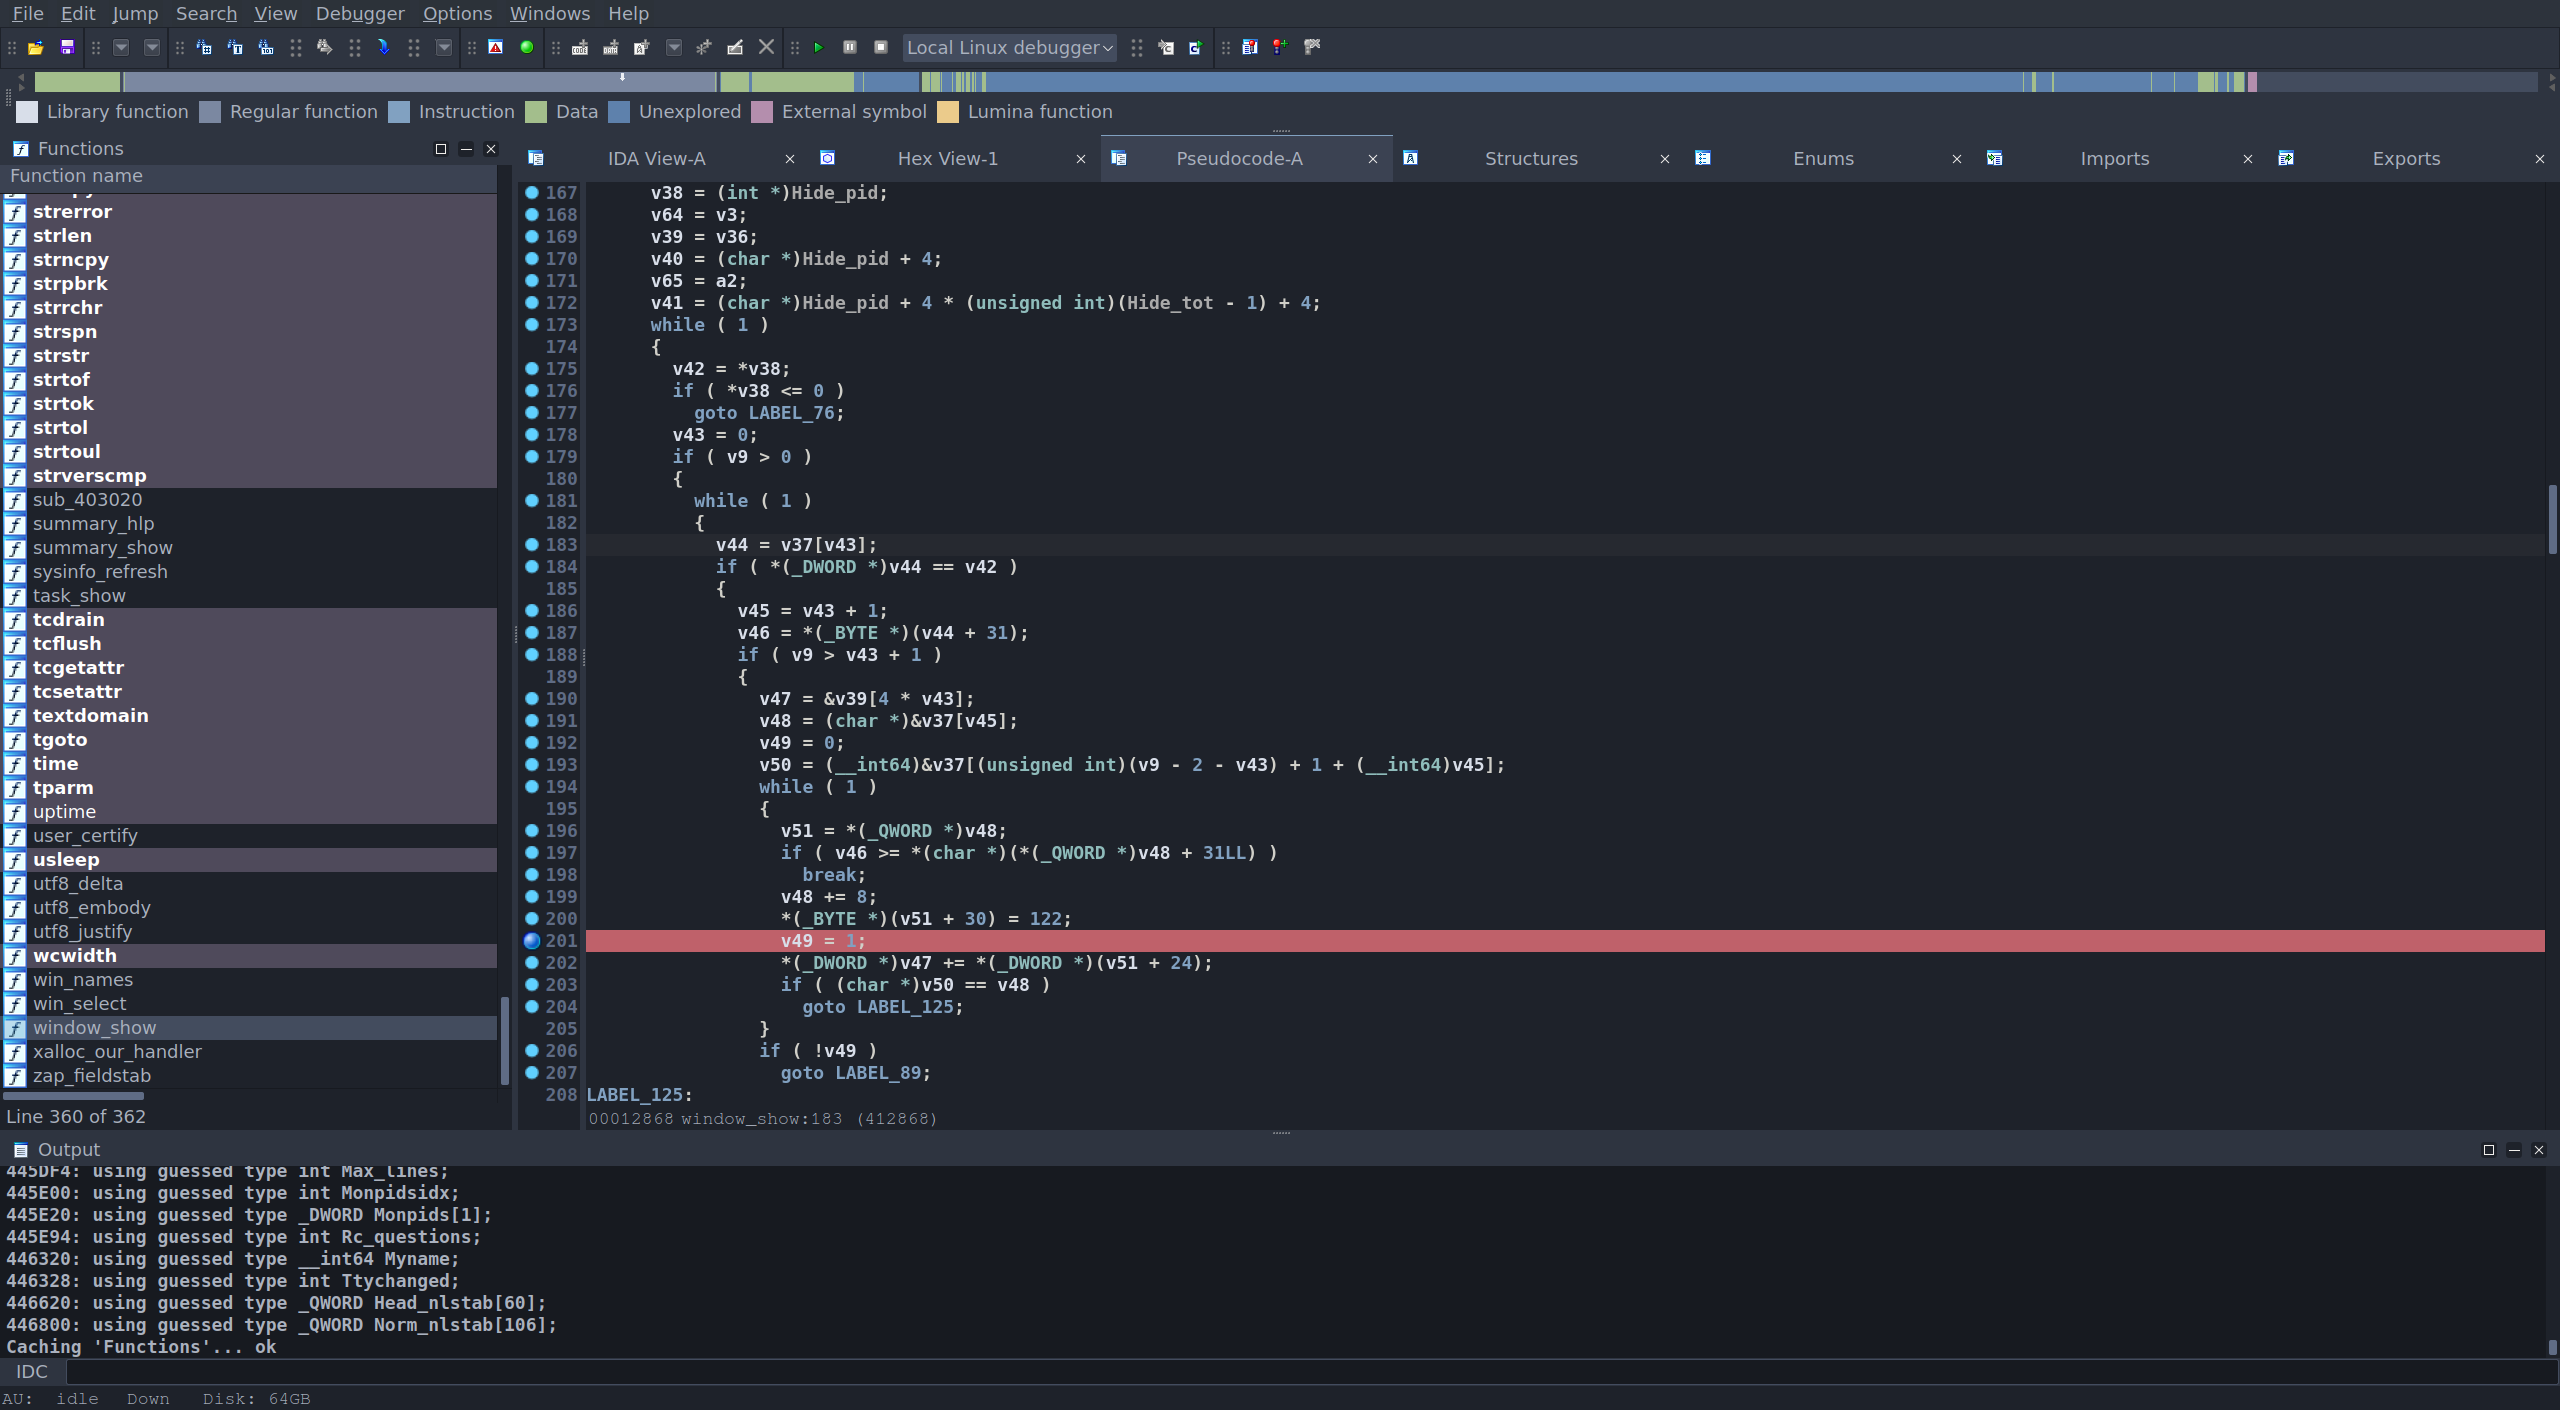 File Edit Jump Search View Debugger Options Windows Help
Local Linux debugger
Library function Regular function Instruction Data Unexplored External symbol Lumina function
Functions
Function name
strerror
strlen
strncpy
strpbrk
strrchr
strspn
strstr
strtof
strtok
strtol
strtoul
strverscmp
sub_403020
summary_hlp
summary_show
sysinfo_refresh
task_show
tcdrain
tcflush
tcgetattr
tcsetattr
textdomain
tgoto
time
tparm
uptime
user_certify
usleep
utf8_delta
utf8_embody
utf8_justify
wcwidth
win_names
win_select
window_show
xalloc_our_handler
zap_fieldstab
Line 360 of 362
IDA View-A Hex View-1 Pseudocode-A Structures Enums Imports Exports
167 v38 = (int *)Hide_pid;
168 v64 = v3;
169 v39 = v36;
170 v40 = (char *)Hide_pid + 4;
171 v65 = a2;
172 v41 = (char *)Hide_pid + 4 * (unsigned int)(Hide_tot - 1) + 4;
173 while ( 1 )
174 {
175 v42 = *v38;
176 if ( *v38 <= 0 )
177 goto LABEL_76;
178 v43 = 0;
179 if ( v9 > 0 )
180 {
181 while ( 1 )
182 {
183 v44 = v37[v43];
184 if ( *(_DWORD *)v44 == v42 )
185 {
186 v45 = v43 + 1;
187 v46 = *(_BYTE *)(v44 + 31);
188 if ( v9 > v43 + 1 )
189 {
190 v47 = &v39[4 * v43];
191 v48 = (char *)&v37[v45];
192 v49 = 0;
193 v50 = (__int64)&v37[(unsigned int)(v9 - 2 - v43) + 1 + (__int64)v45];
194 while ( 1 )
195 {
196 v51 = *(_QWORD *)v48;
197 if ( v46 >= *(char *)(*(_QWORD *)v48 + 31LL) )
198 break;
199 v48 += 8;
200 *(_BYTE *)(v51 + 30) = 122;
201 v49 = 1;
202 *(_DWORD *)v47 += *(_DWORD *)(v51 + 24);
203 if ( (char *)v50 == v48 )
204 goto LABEL_125;
205 }
206 if ( !v49 )
207 goto LABEL_89;
208 LABEL_125:
00012868 window_show:183 (412868)
Output
445DF4: using guessed type int Max_lines;
445E00: using guessed type int Monpidsidx;
445E20: using guessed type _DWORD Monpids[1];
445E94: using guessed type int Rc_questions;
446320: using guessed type __int64 Myname;
446328: using guessed type int Ttychanged;
446620: using guessed type _QWORD Head_nlstab[60];
446800: using guessed type _QWORD Norm_nlstab[106];
Caching 'Functions'... ok
IDC
AU: idle Down Disk: 64GB